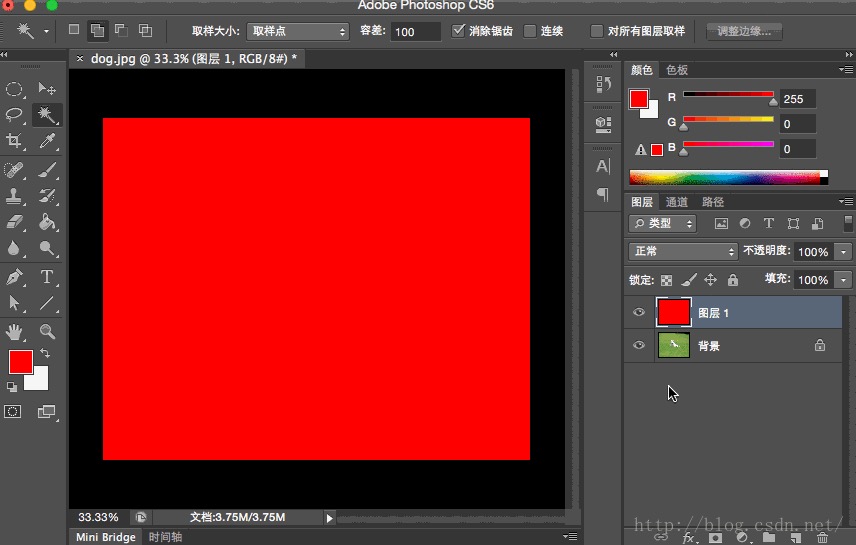 Adobe Photoshop CS6
取样大小: 取样点 容差: 100 消除锯齿 连续 对所有图层取样 调整边缘...
× dog.jpg @ 33.3% (图层 1, RGB/8#) *
颜色 色板
R 255
G 0
B 0
图层 通道 路径
类型 T
正常 不透明度: 100%
锁定: 填充: 100%
图层 1
背景
33.33% 文档:3.75M/3.75M
Mini Bridge 时间轴
http://blog.csdn.net/
fx
A
T